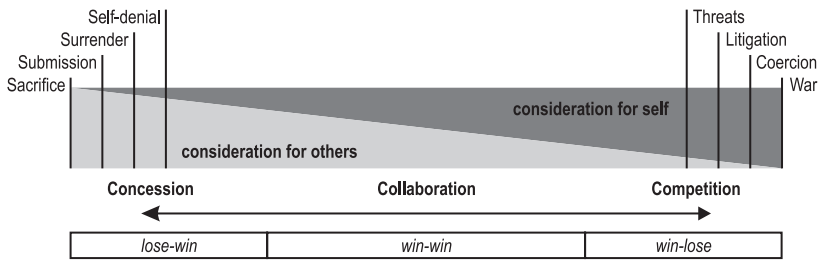 Self-denial
Surrender
Submission
Sacrifice
Threats
Litigation
Coercion
War
consideration for self
consideration for others
Concession
Collaboration
Competition
lose-win
win-win
win-lose